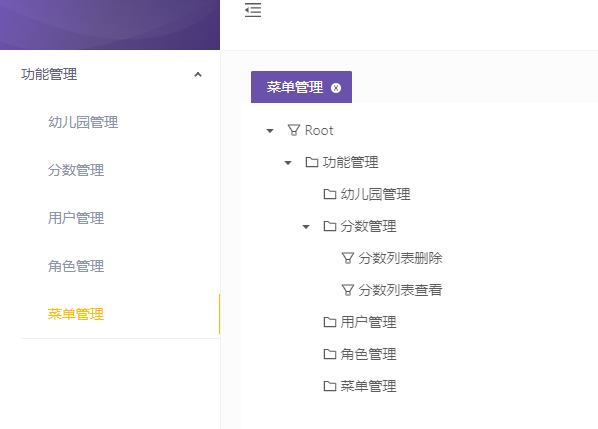 功能管理
幼儿园管理
分数管理
用户管理
角色管理
菜单管理
菜单管理
Root
功能管理
幼儿园管理
分数管理
分数列表删除
分数列表查看
用户管理
角色管理
菜单管理